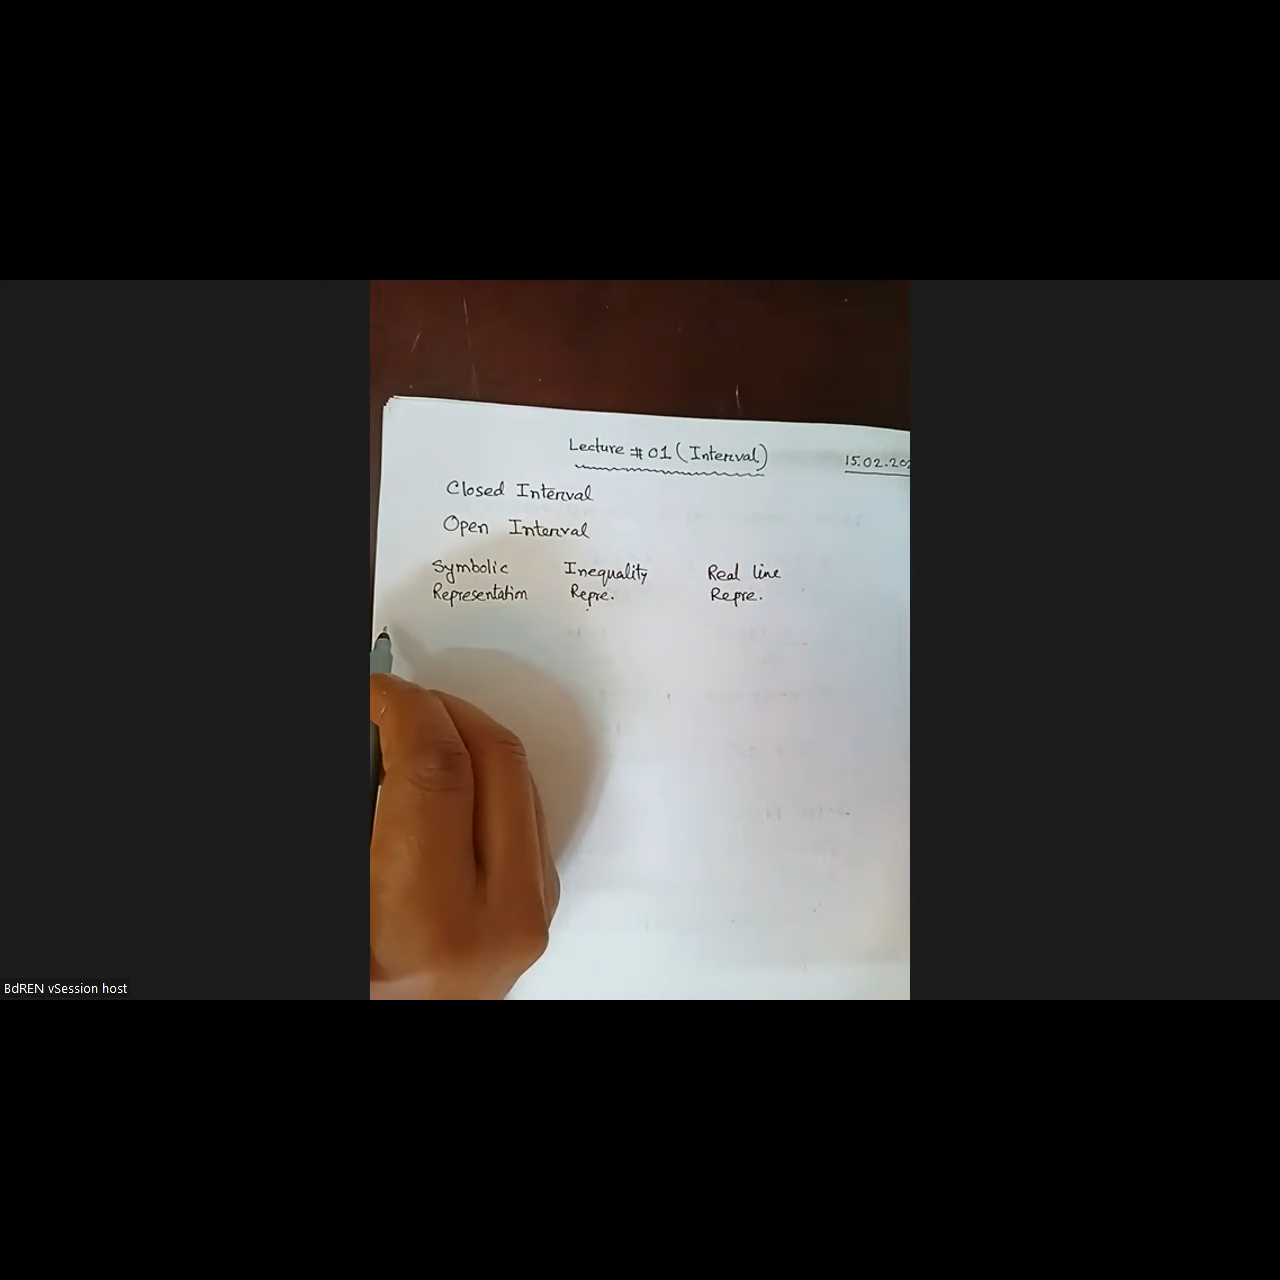 Lecture # 01 (Interval)
15.02.20
Closed Interval
Open Interval
Symbolic Inequality Real line
Representation Repre. Repre.
BdREN vSession host